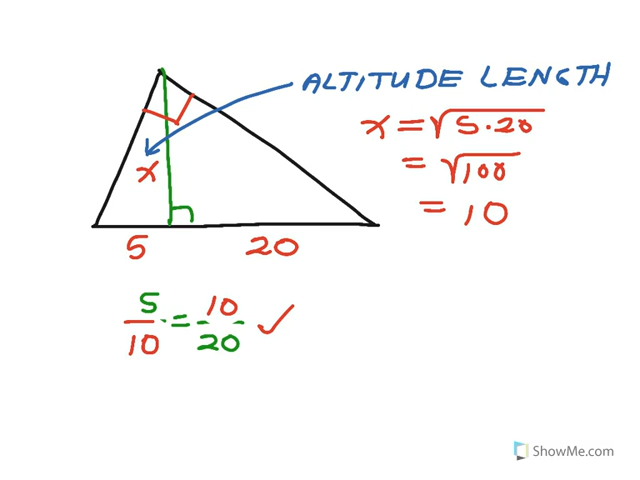 ALTITUDE LENGTH
x = √5·20
= √100
= 10
x
5 20
5/10 = 10/20 ✓
ShowMe.com